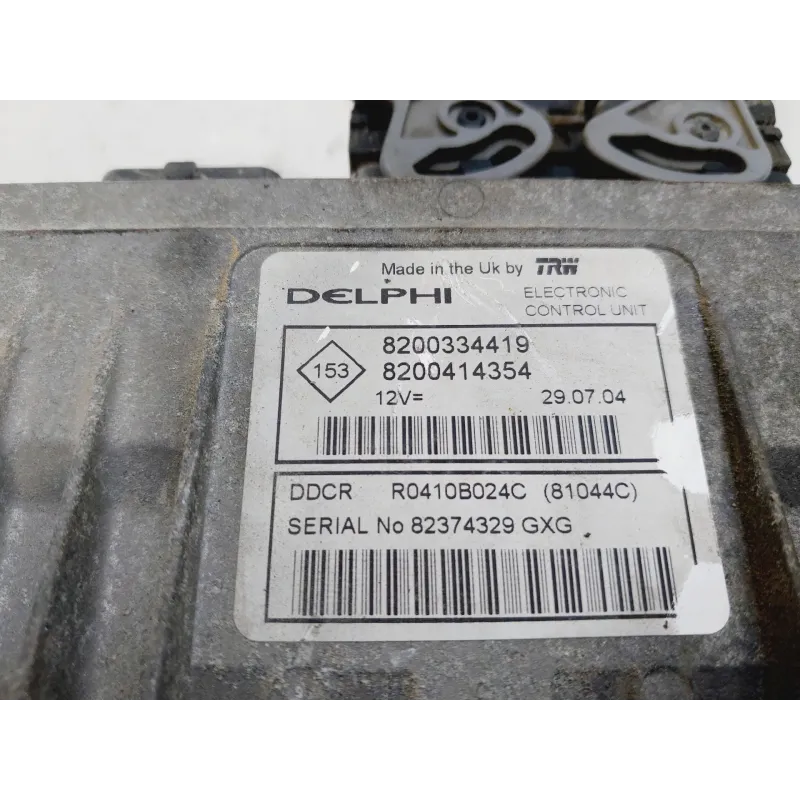 Made in the Uk by TRW
DELPHI ELECTRONIC
CONTROL UNIT
8200334419
153
8200414354
12V= 29.07.04
DDCR R0410B024C (81044C)
SERIAL No 82374329 GXG